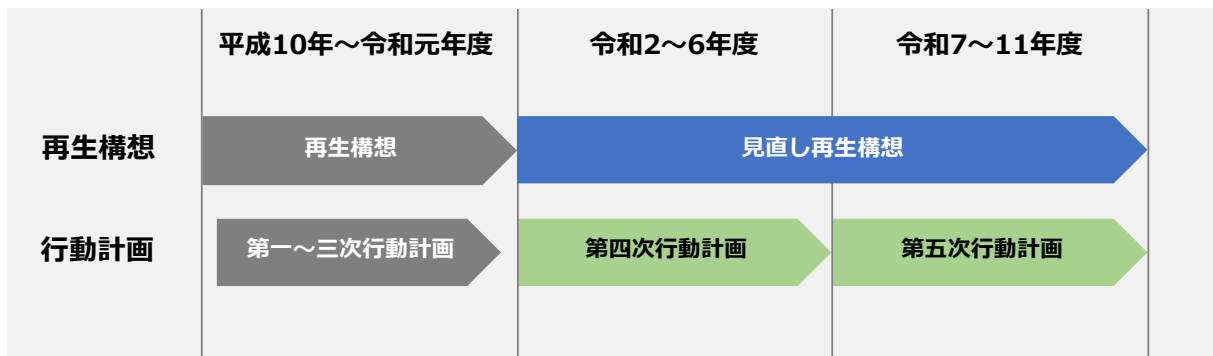 平成10年～令和元年度
令和2～6年度
令和7～11年度
再生構想
再生構想
見直し再生構想
行動計画
第一～三次行動計画
第四次行動計画
第五次行動計画